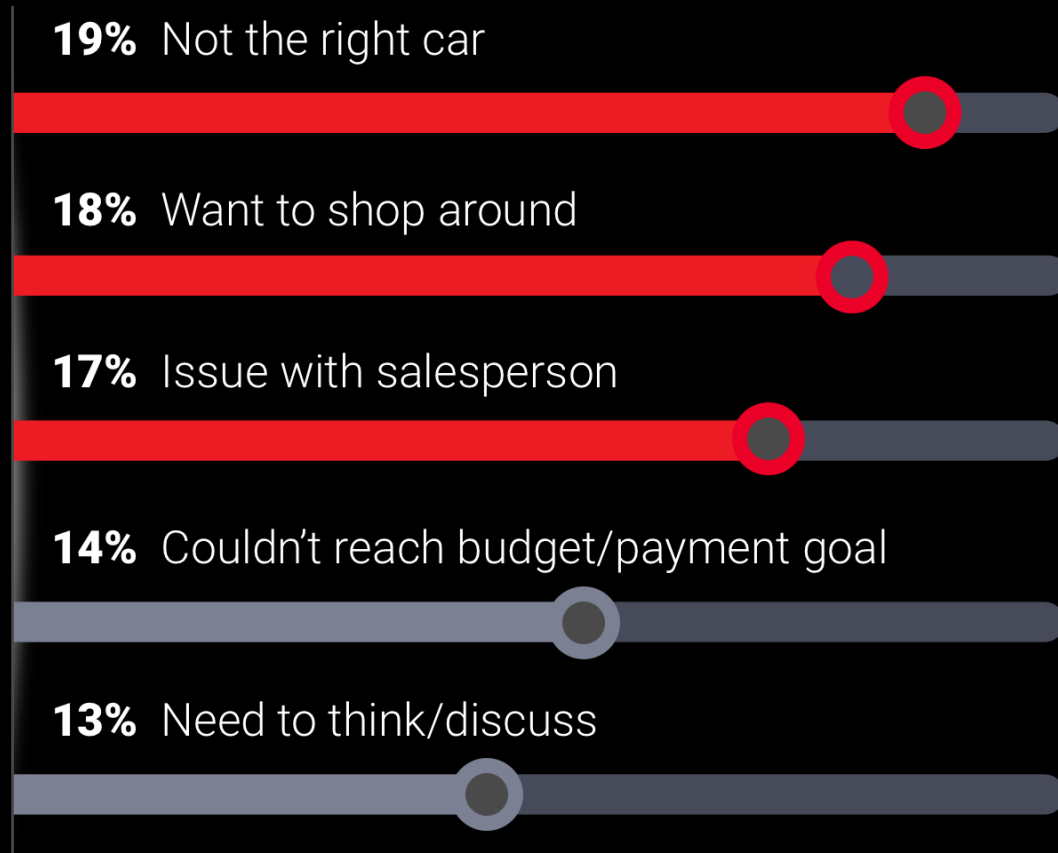 19% Not the right car
18% Want to shop around
17% Issue with salesperson
14% Couldn’t reach budget/payment goal
13% Need to think/discuss